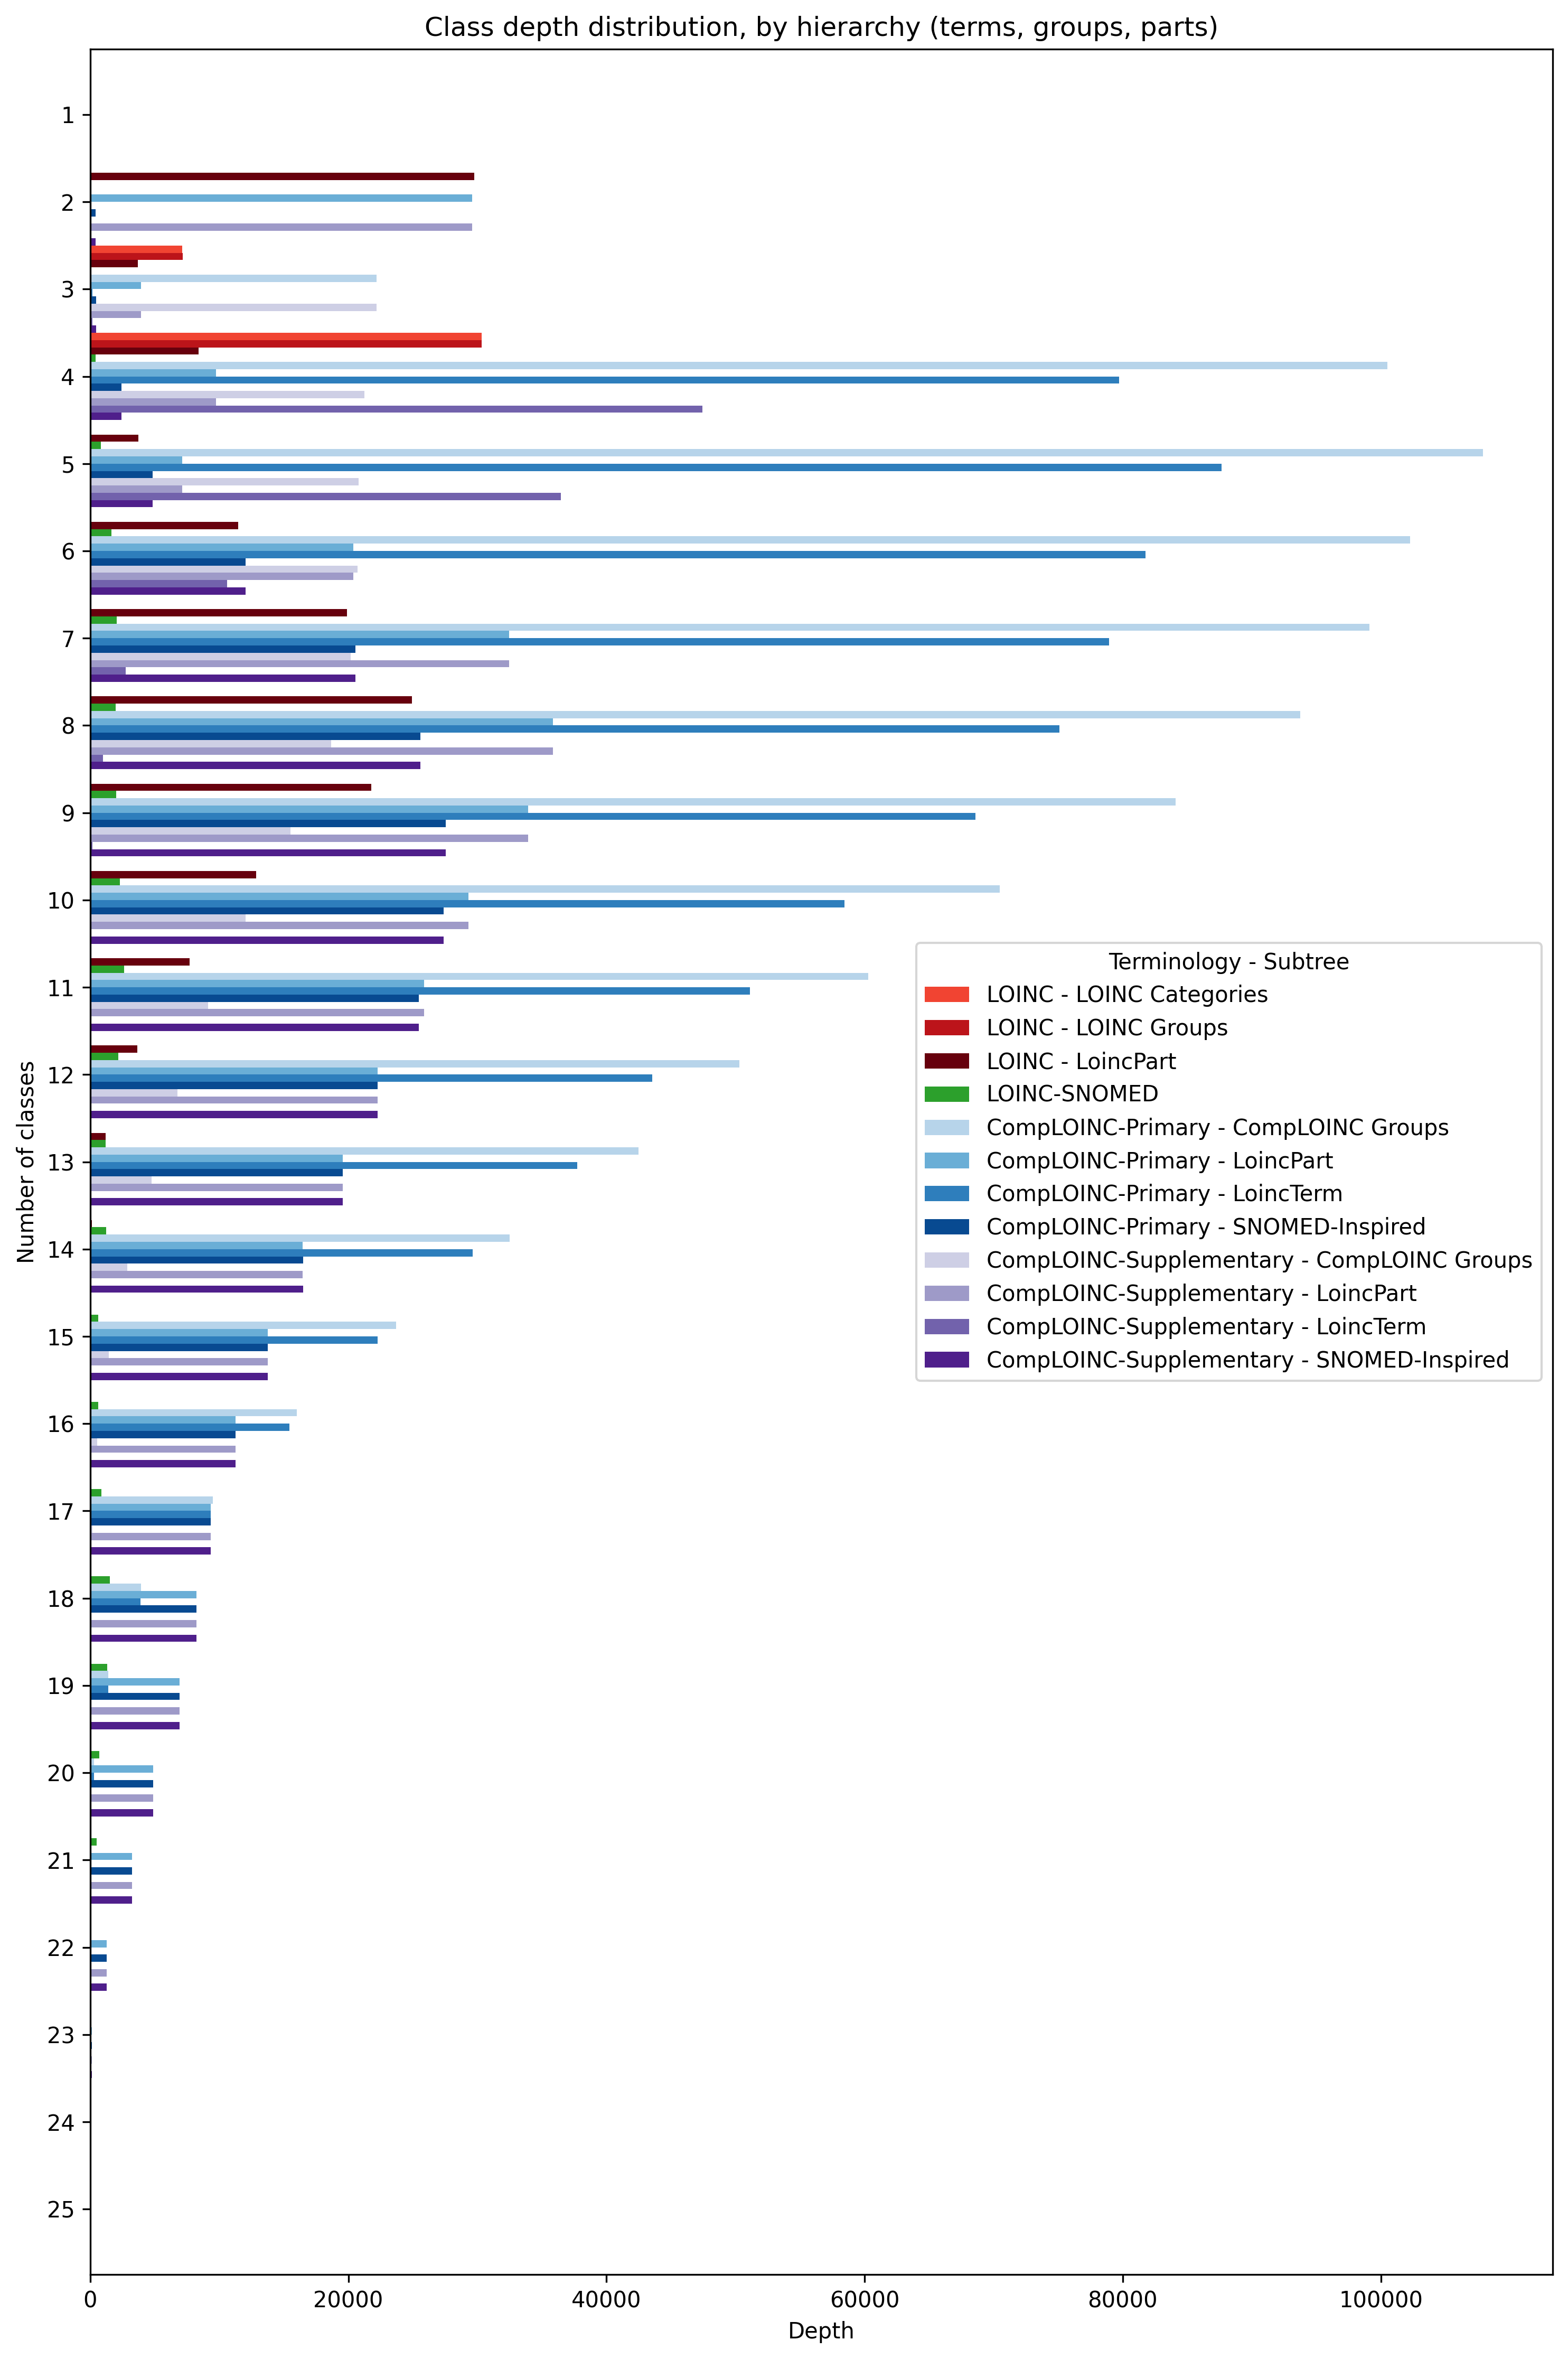 Class depth distribution, by hierarchy (terms, groups, parts)
Number of classes
1
2
3
4
5
6
7
8
9
10
11
12
13
14
15
16
17
18
19
20
21
22
23
24
25
Terminology - Subtree
LOINC - LOINC Categories
LOINC - LOINC Groups
LOINC - LoincPart
LOINC-SNOMED
CompLOINC-Primary - CompLOINC Groups
CompLOINC-Primary - LoincPart
CompLOINC-Primary - LoincTerm
CompLOINC-Primary - SNOMED-Inspired
CompLOINC-Supplementary - CompLOINC Groups
CompLOINC-Supplementary - LoincPart
CompLOINC-Supplementary - LoincTerm
CompLOINC-Supplementary - SNOMED-Inspired
0 20000 40000 60000 80000 100000
Depth